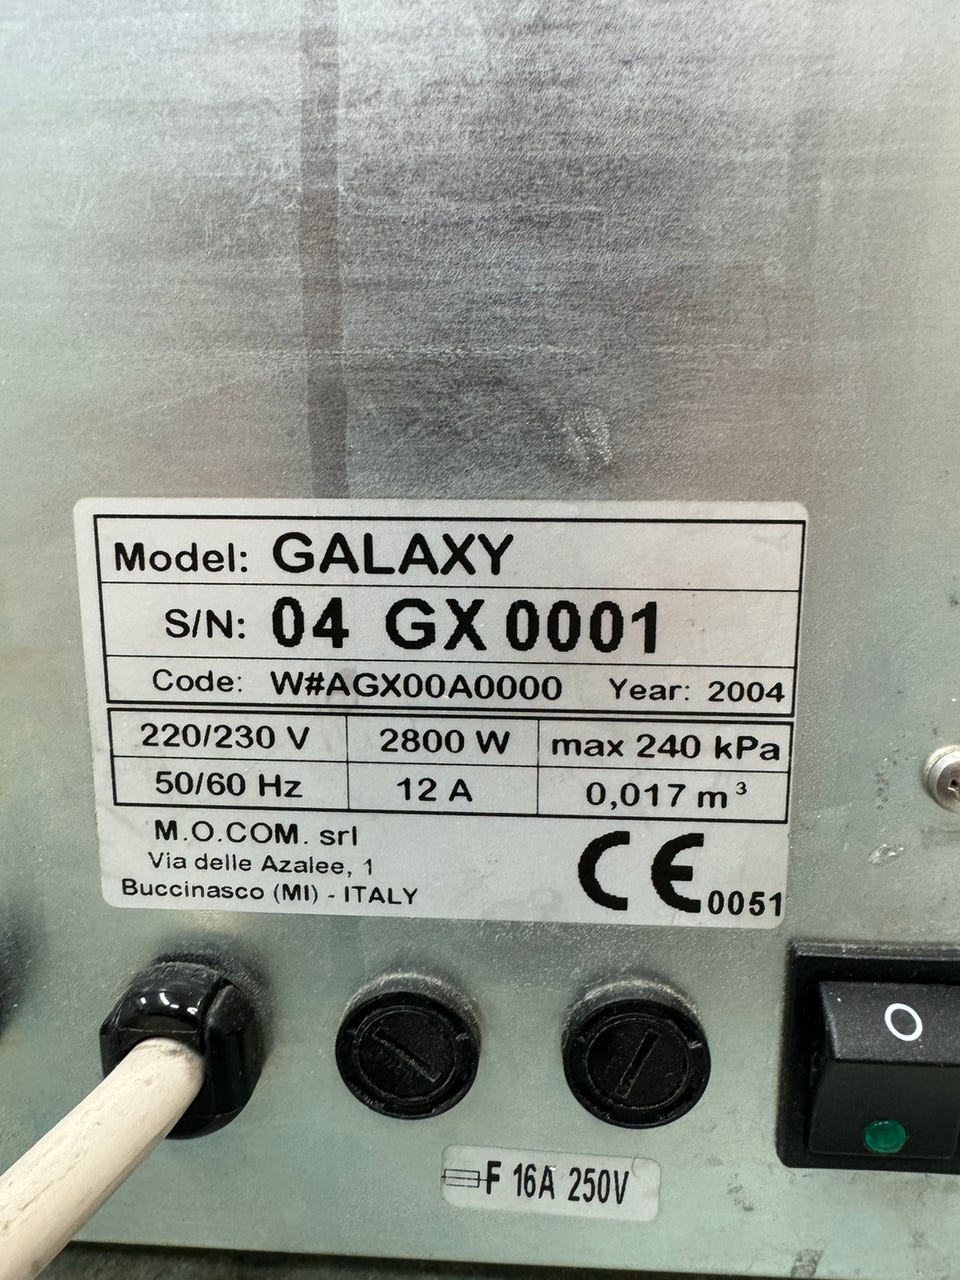 Model: GALAXY
S/N: 04 GX 0001
Code: W#AGX00A0000 Year: 2004
220/230 V 2800 W max 240 kPa
50/60 Hz 12 A 0,017 m³
M.O.COM. srl
Via delle Azalee, 1
Buccinasco (MI) - ITALY
CE 0051
O
F 16A 250V